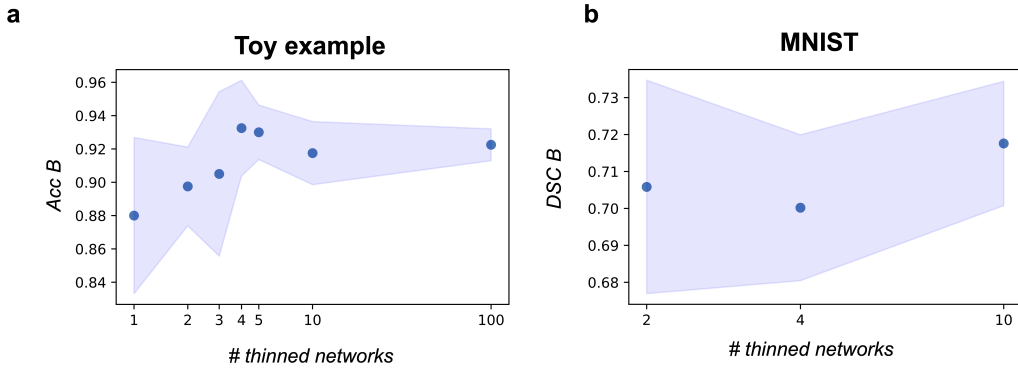 a
Toy example
Acc B
0.96
0.94
0.92
0.90
0.88
0.86
0.84
1 2 3 4 5 10 100
# thinned networks
b
MNIST
DSC B
0.73
0.72
0.71
0.70
0.69
0.68
2 4 10
# thinned networks